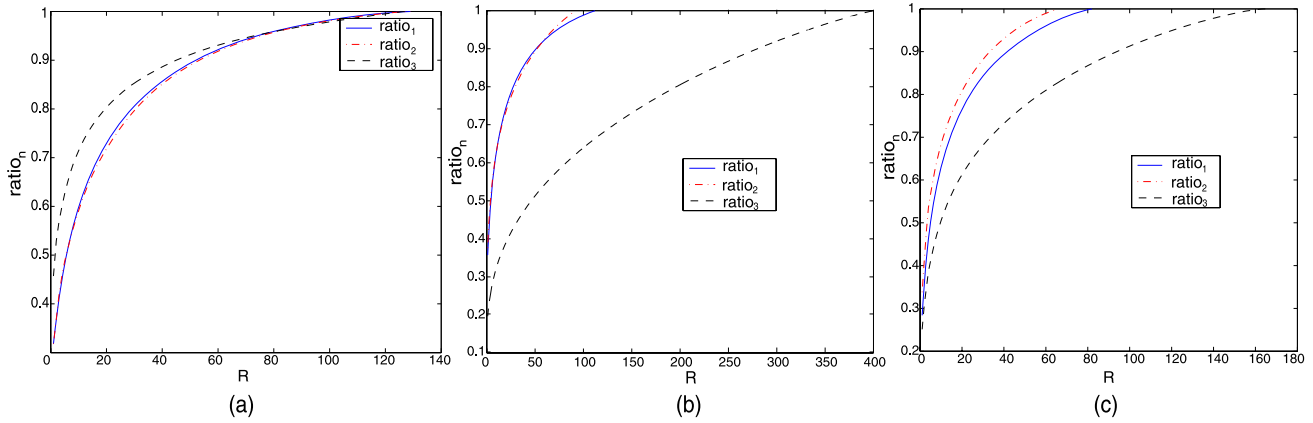 1
0.9
0.8
0.7
0.6
0.5
0.4
0
20
40
60
80
100
120
140
ratio_n
R
ratio_1
ratio_2
ratio_3
(a)
1
0.9
0.8
0.7
0.6
0.5
0.4
0.3
0.2
0.1
0
50
100
150
200
250
300
350
400
ratio_n
R
ratio_1
ratio_2
ratio_3
(b)
1
0.9
0.8
0.7
0.6
0.5
0.4
0.3
0.2
0
20
40
60
80
100
120
140
160
180
ratio_n
R
ratio_1
ratio_2
ratio_3
(c)